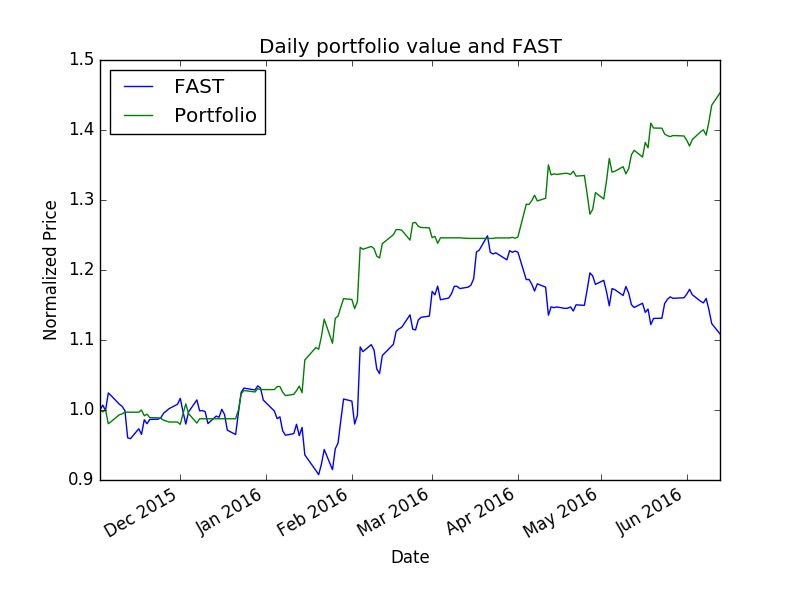 Daily portfolio value and FAST
FAST
Portfolio
1.5
1.4
1.3
1.2
1.1
1.0
0.9
Normalized Price
Dec 2015
Jan 2016
Feb 2016
Mar 2016
Apr 2016
May 2016
Jun 2016
Date